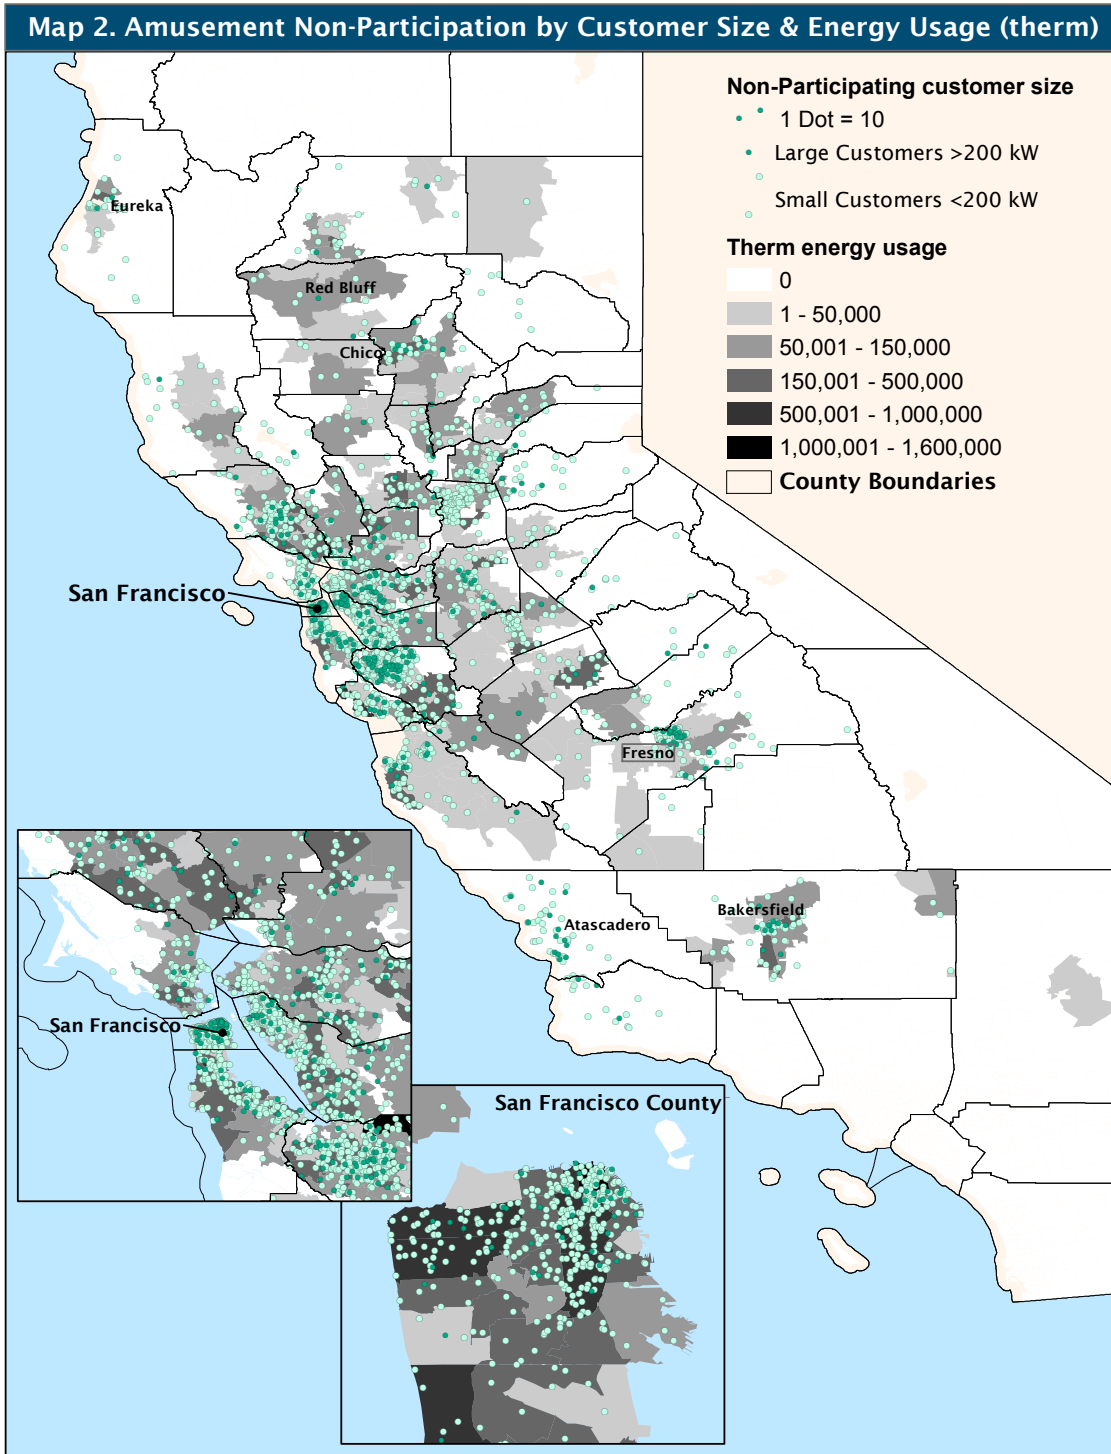 Map 2. Amusement Non-Participation by Customer Size & Energy Usage (therm)
Non-Participating customer size
1 Dot = 10
Large Customers >200 kW
Small Customers <200 kW
Therm energy usage
0
1 - 50,000
50,001 - 150,000
150,001 - 500,000
500,001 - 1,000,000
1,000,001 - 1,600,000
County Boundaries
Eureka
Red Bluff
Chico
San Francisco
Fresno
Atascadero
Bakersfield
San Francisco
San Francisco County